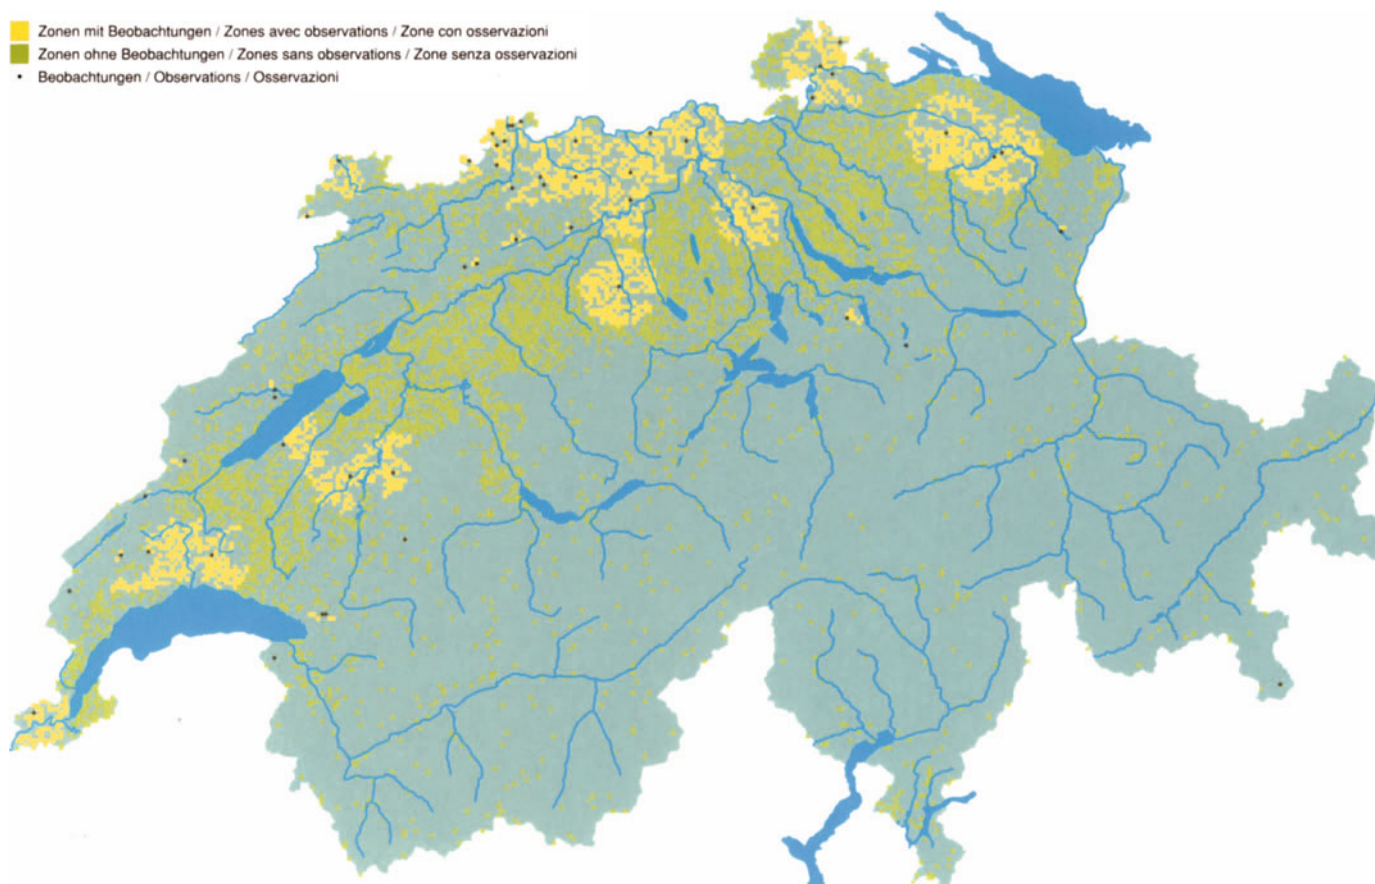 Zonen mit Beobachtungen / Zones avec observations / Zone con osservazioni
Zonen ohne Beobachtungen / Zones sans observations / Zone senza osservazioni
Beobachtungen / Observations / Osservazioni